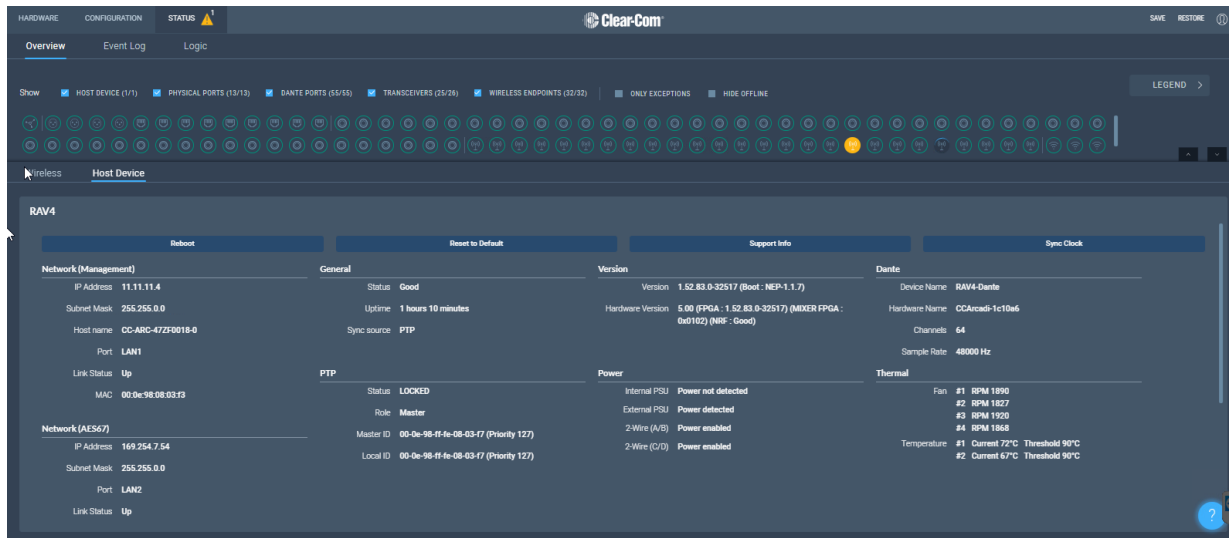 HARDWARE CONFIGURATION STATUS 1 Clear-Com SAVE RESTORE
Overview Event Log Logic
LEGEND >
Show HOST DEVICE (1/1) PHYSICAL PORTS (13/13) DANTE PORTS (55/55) TRANSCEIVERS (25/26) WIRELESS ENDPOINTS (32/32) ONLY EXCEPTIONS HIDE OFFLINE
Wireless Host Device
RAV4
Reboot Reset to Default Support Info Sync Clock
Network (Management) General Version Dante
IP Address 11.11.11.4 Status Good Version 1.52.83.0-32517 (Boot : NEP-1.1.7) Device Name RAV4-Dante
Subnet Mask 255.255.0.0 Uptime 1 hours 10 minutes Hardware Version 5.00 (FPGA : 1.52.83.0-32517) (MIXER FPGA : Hardware Name CCArcadi-1c10a6
0x0102) (NRF : Good)
Host name CC-ARC-47ZF0018-0 Sync source PTP Channels 64
Port LAN1 Sample Rate 48000 Hz
Link Status Up PTP Power Thermal
MAC 00:0e:98:08:03:f3 Status LOCKED Internal PSU Power not detected Fan #1 RPM 1890
#2 RPM 1827
Role Master External PSU Power detected #3 RPM 1920
Network (AES67) Master ID 00-0e-98-ff-fe-08-03-f7 (Priority 127) 2-Wire (A/B) Power enabled #4 RPM 1868
IP Address 169.254.7.54 Local ID 00-0e-98-ff-fe-08-03-f7 (Priority 127) 2-Wire (C/D) Power enabled Temperature #1 Current 72°C Threshold 90°C
#2 Current 67°C Threshold 90°C
Subnet Mask 255.255.0.0
Port LAN2
Link Status Up
?